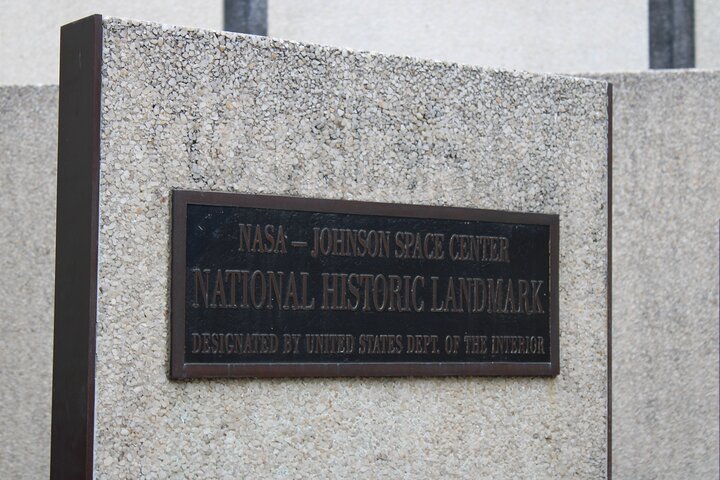 NASA – JOHNSON SPACE CENTER
NATIONAL HISTORIC LANDMARK
DESIGNATED BY UNITED STATES DEPT. OF THE INTERIOR